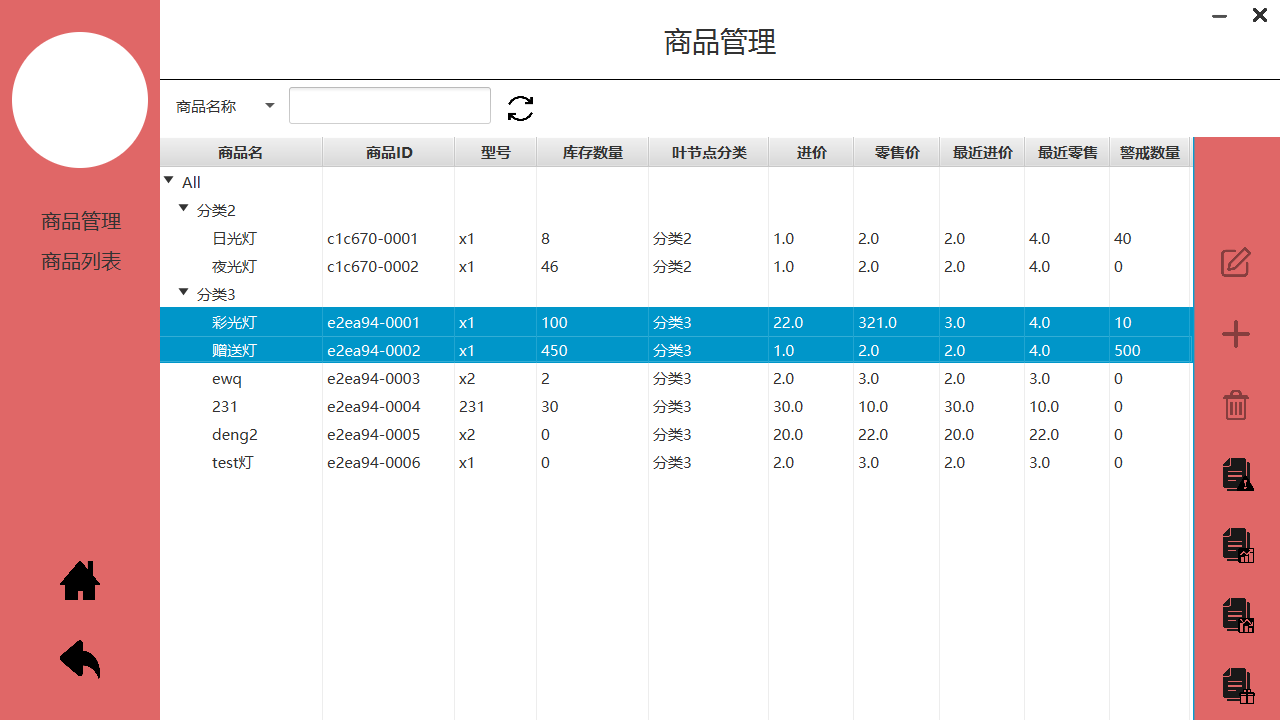 商品管理
商品管理
商品列表
商品名称
商品名 商品ID 型号 库存数量 叶节点分类 进价 零售价 最近进价 最近零售 警戒数量
All
分类2
日光灯 c1c670-0001 x1 8 分类2 1.0 2.0 2.0 4.0 40
夜光灯 c1c670-0002 x1 46 分类2 1.0 2.0 2.0 4.0 0
分类3
彩光灯 e2ea94-0001 x1 100 分类3 22.0 321.0 3.0 4.0 10
赠送灯 e2ea94-0002 x1 450 分类3 1.0 2.0 2.0 4.0 500
ewq e2ea94-0003 x2 2 分类3 2.0 3.0 2.0 3.0 0
231 e2ea94-0004 231 30 分类3 30.0 10.0 30.0 10.0 0
deng2 e2ea94-0005 x2 0 分类3 20.0 22.0 20.0 22.0 0
test灯 e2ea94-0006 x1 0 分类3 2.0 3.0 2.0 3.0 0